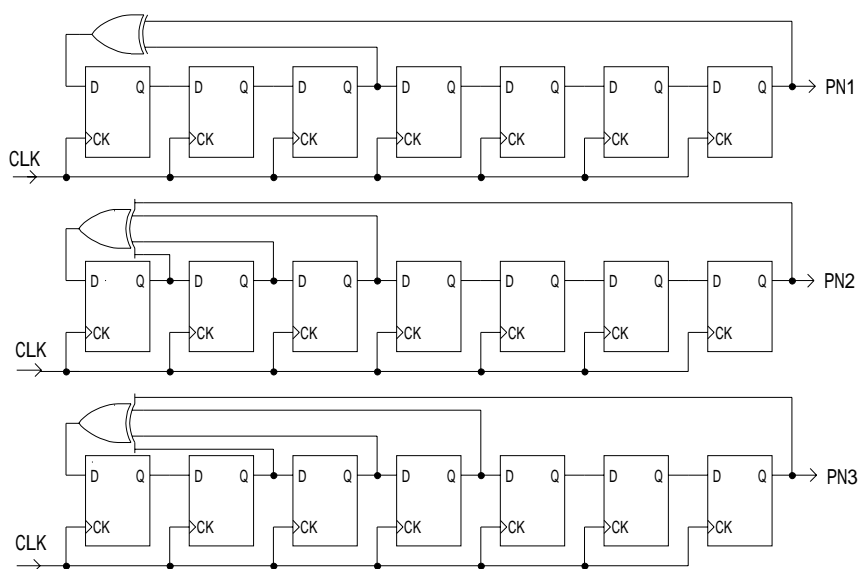 D Q D Q D Q D Q D Q D Q D Q PN1
CK CK CK CK CK CK CK
CLK
D Q D Q D Q D Q D Q D Q D Q PN2
CK CK CK CK CK CK CK
CLK
D Q D Q D Q D Q D Q D Q D Q PN3
CK CK CK CK CK CK CK
CLK